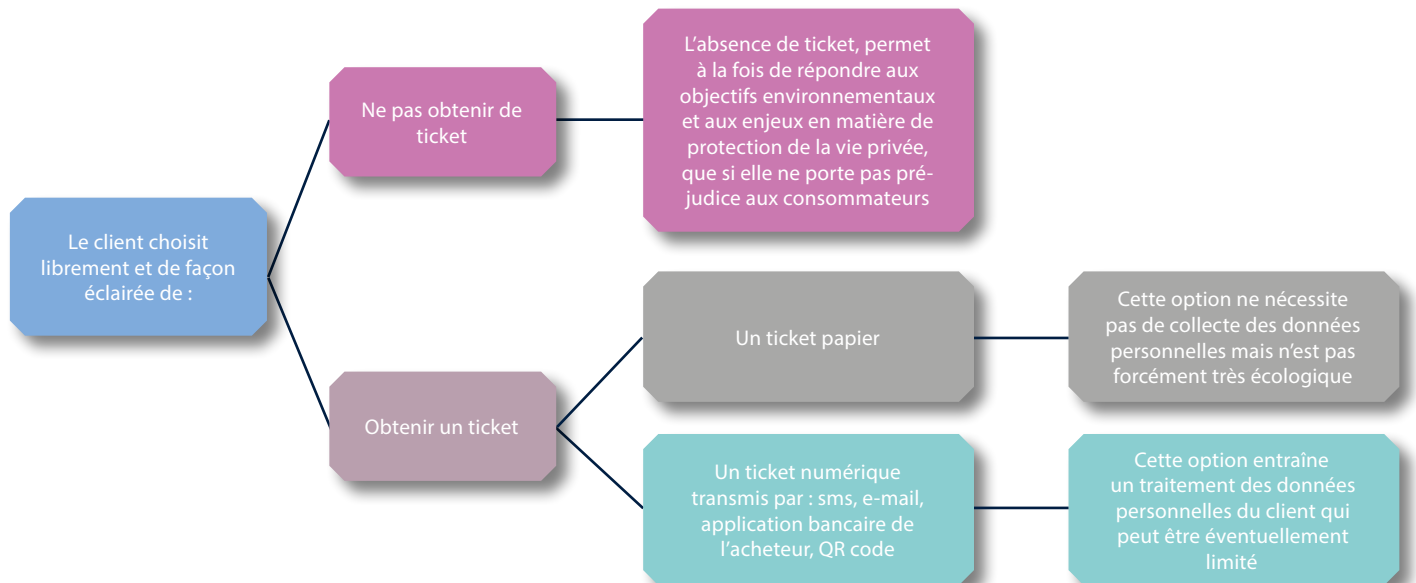 Le client choisit
librement et de façon
éclairée de :
Ne pas obtenir de
ticket
L’absence de ticket, permet
à la fois de répondre aux
objectifs environnementaux
et aux enjeux en matière de
protection de la vie privée,
que si elle ne porte pas pré-
judice aux consommateurs
Obtenir un ticket
Un ticket papier
Cette option ne nécessite
pas de collecte des données
personnelles mais n’est pas
forcément très écologique
Un ticket numérique
transmis par : sms, e-mail,
application bancaire de
l’acheteur, QR code
Cette option entraîne
un traitement des données
personnelles du client qui
peut être éventuellement
limité